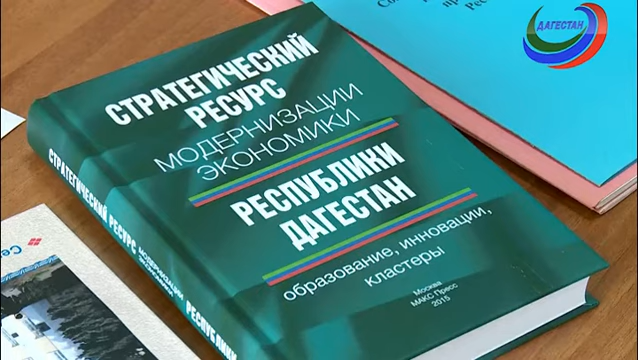 СТРАТЕГИЧЕСКИЙ
РЕСУРС
МОДЕРНИЗАЦИИ
ЭКОНОМИКИ
РЕСПУБЛИКИ
ДАГЕСТАН
образование, инновации,
кластеры
Москва
МАКС Пресс
2015
СТРАТЕГИЧЕСКИЙ РЕСУРС
МОДЕРНИЗАЦИИ
ЭКОНОМИКИ
РЕСПУБЛИКИ
ДАГЕСТАН